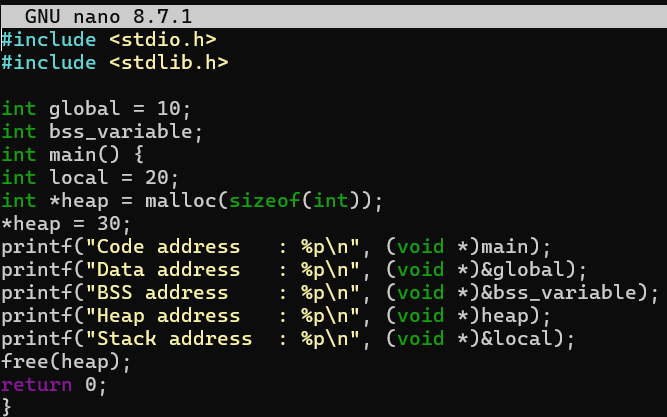 GNU nano 8.7.1
#include <stdio.h>
#include <stdlib.h>
int global = 10;
int bss_variable;
int main() {
int local = 20;
int *heap = malloc(sizeof(int));
*heap = 30;
printf("Code address   : %p\n", (void *)main);
printf("Data address   : %p\n", (void *)&global);
printf("BSS address    : %p\n", (void *)&bss_variable);
printf("Heap address   : %p\n", (void *)heap);
printf("Stack address  : %p\n", (void *)&local);
free(heap);
return 0;
}